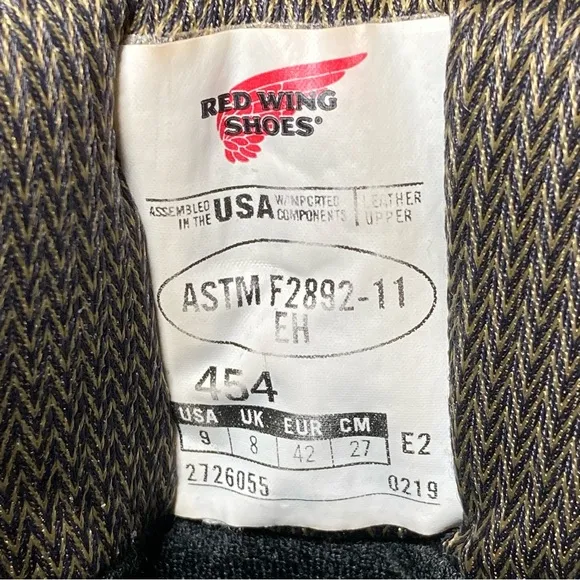 RED WING
SHOES®
ASSEMBLED IN THE USA W/IMPORTED COMPONENTS LEATHER UPPER
ASTM F2892-11
EH
454
USA UK EUR CM
9 8 42 27 E2
2726055 0219